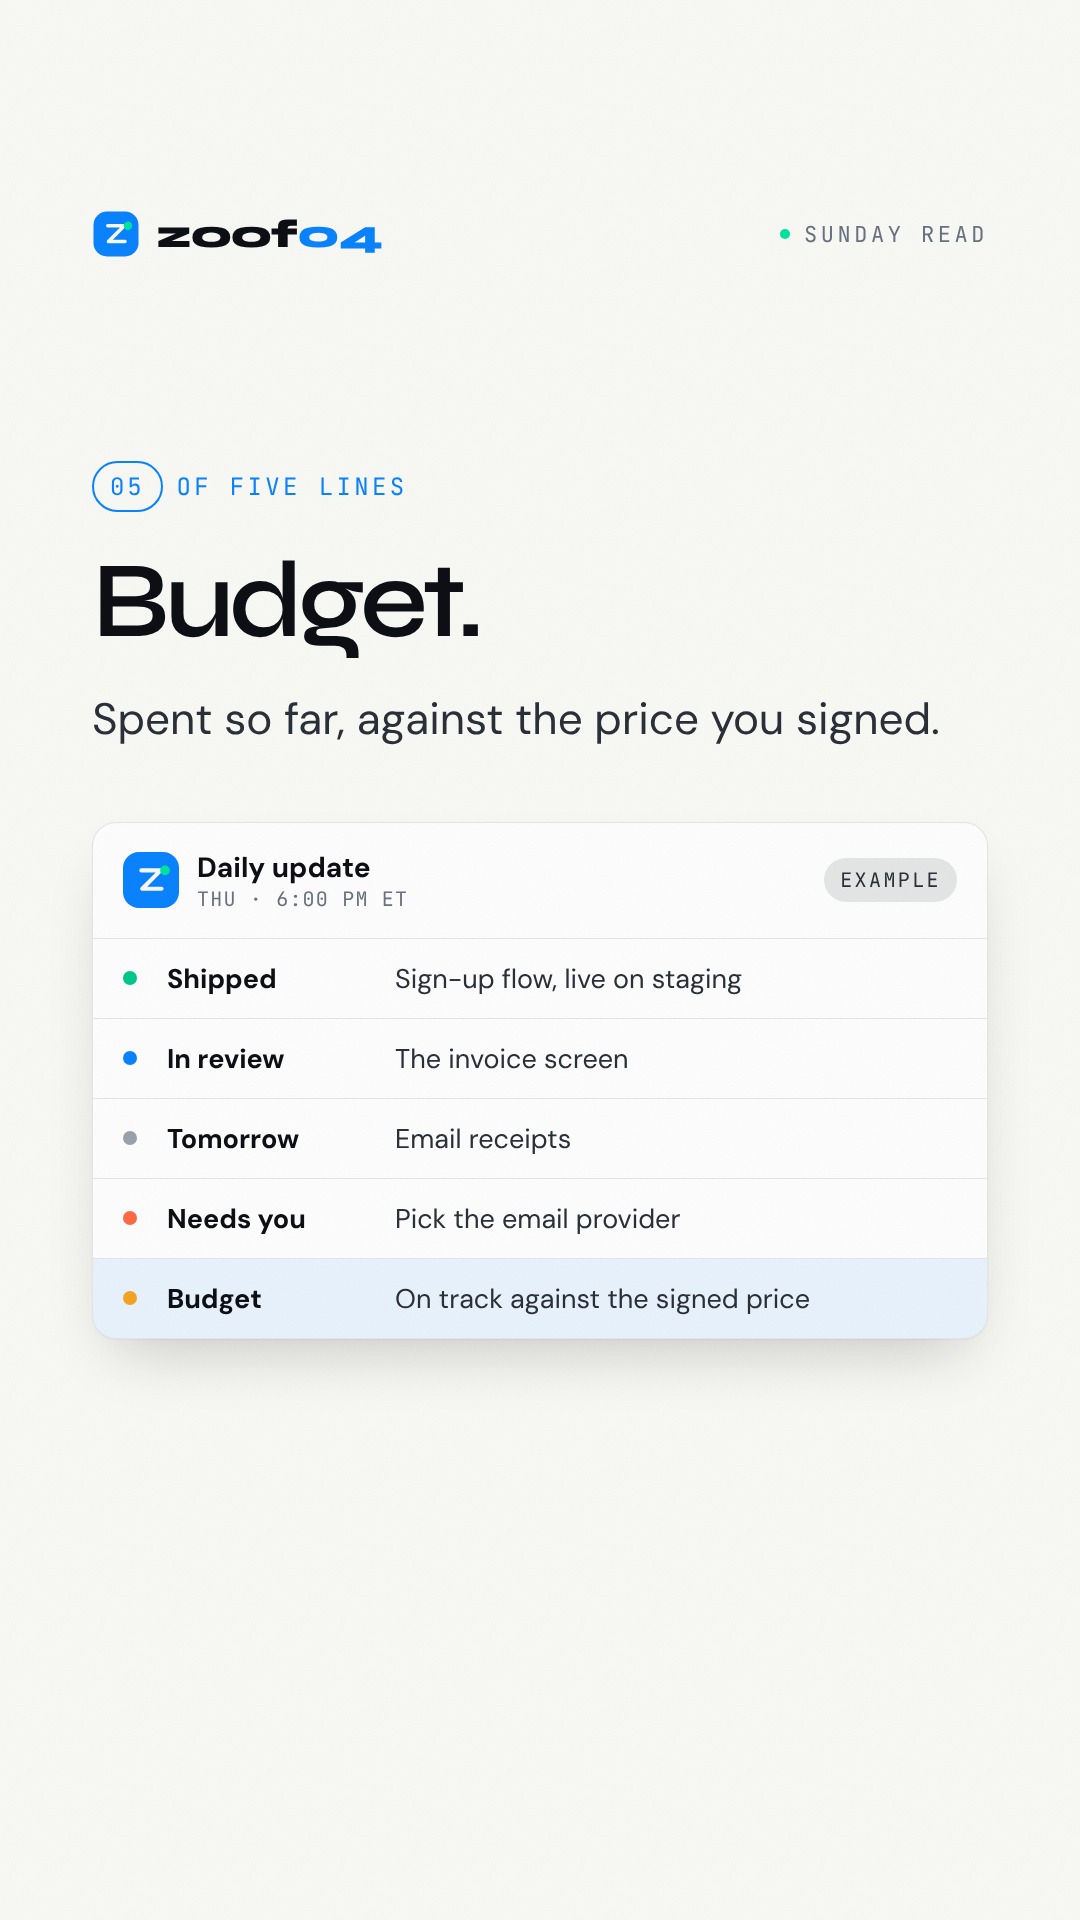 zoofo4
SUNDAY READ
05 OF FIVE LINES
Budget.
Spent so far, against the price you signed.
Daily update
THU · 6:00 PM ET
EXAMPLE
Shipped Sign-up flow, live on staging
In review The invoice screen
Tomorrow Email receipts
Needs you Pick the email provider
Budget On track against the signed price